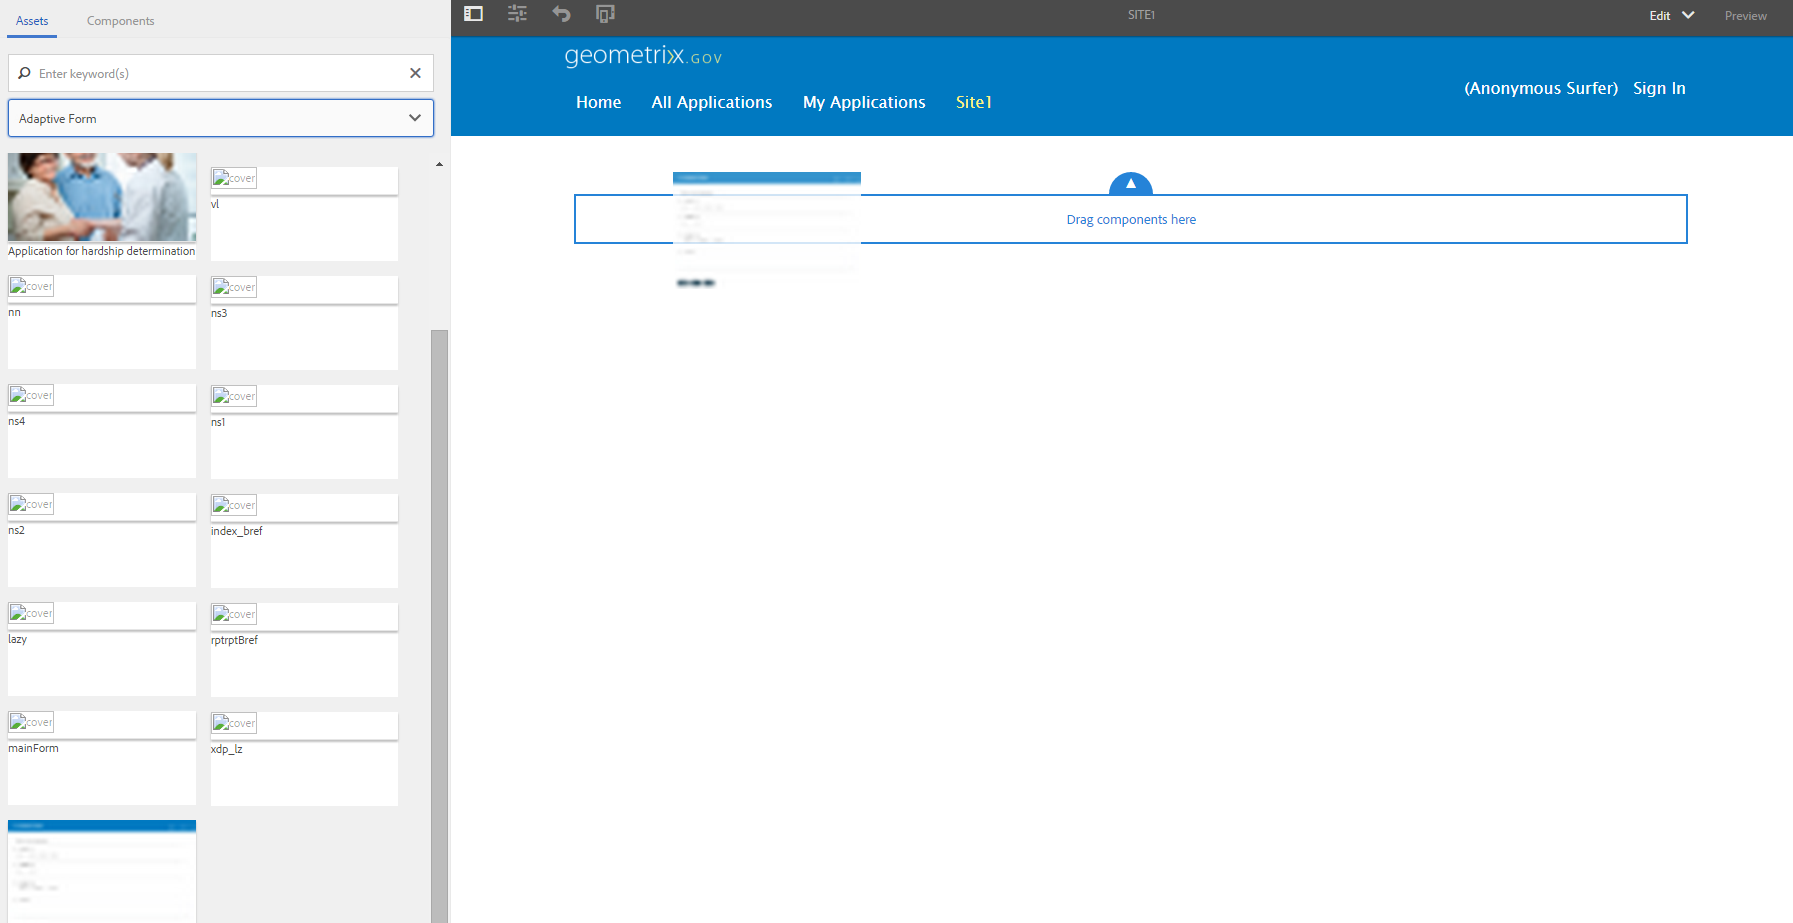 Assets Components
SITE1
Edit Preview
Enter keyword(s)
Adaptive Form
geometrixx.GOV
Home All Applications My Applications Site1
(Anonymous Surfer) Sign In
Drag components here
Application for hardship determination
cover
vl
cover
nn
cover
ns3
cover
ns4
cover
ns1
cover
ns2
cover
index_bref
cover
lazy
cover
rptrptBref
cover
mainForm
cover
xdp_lz